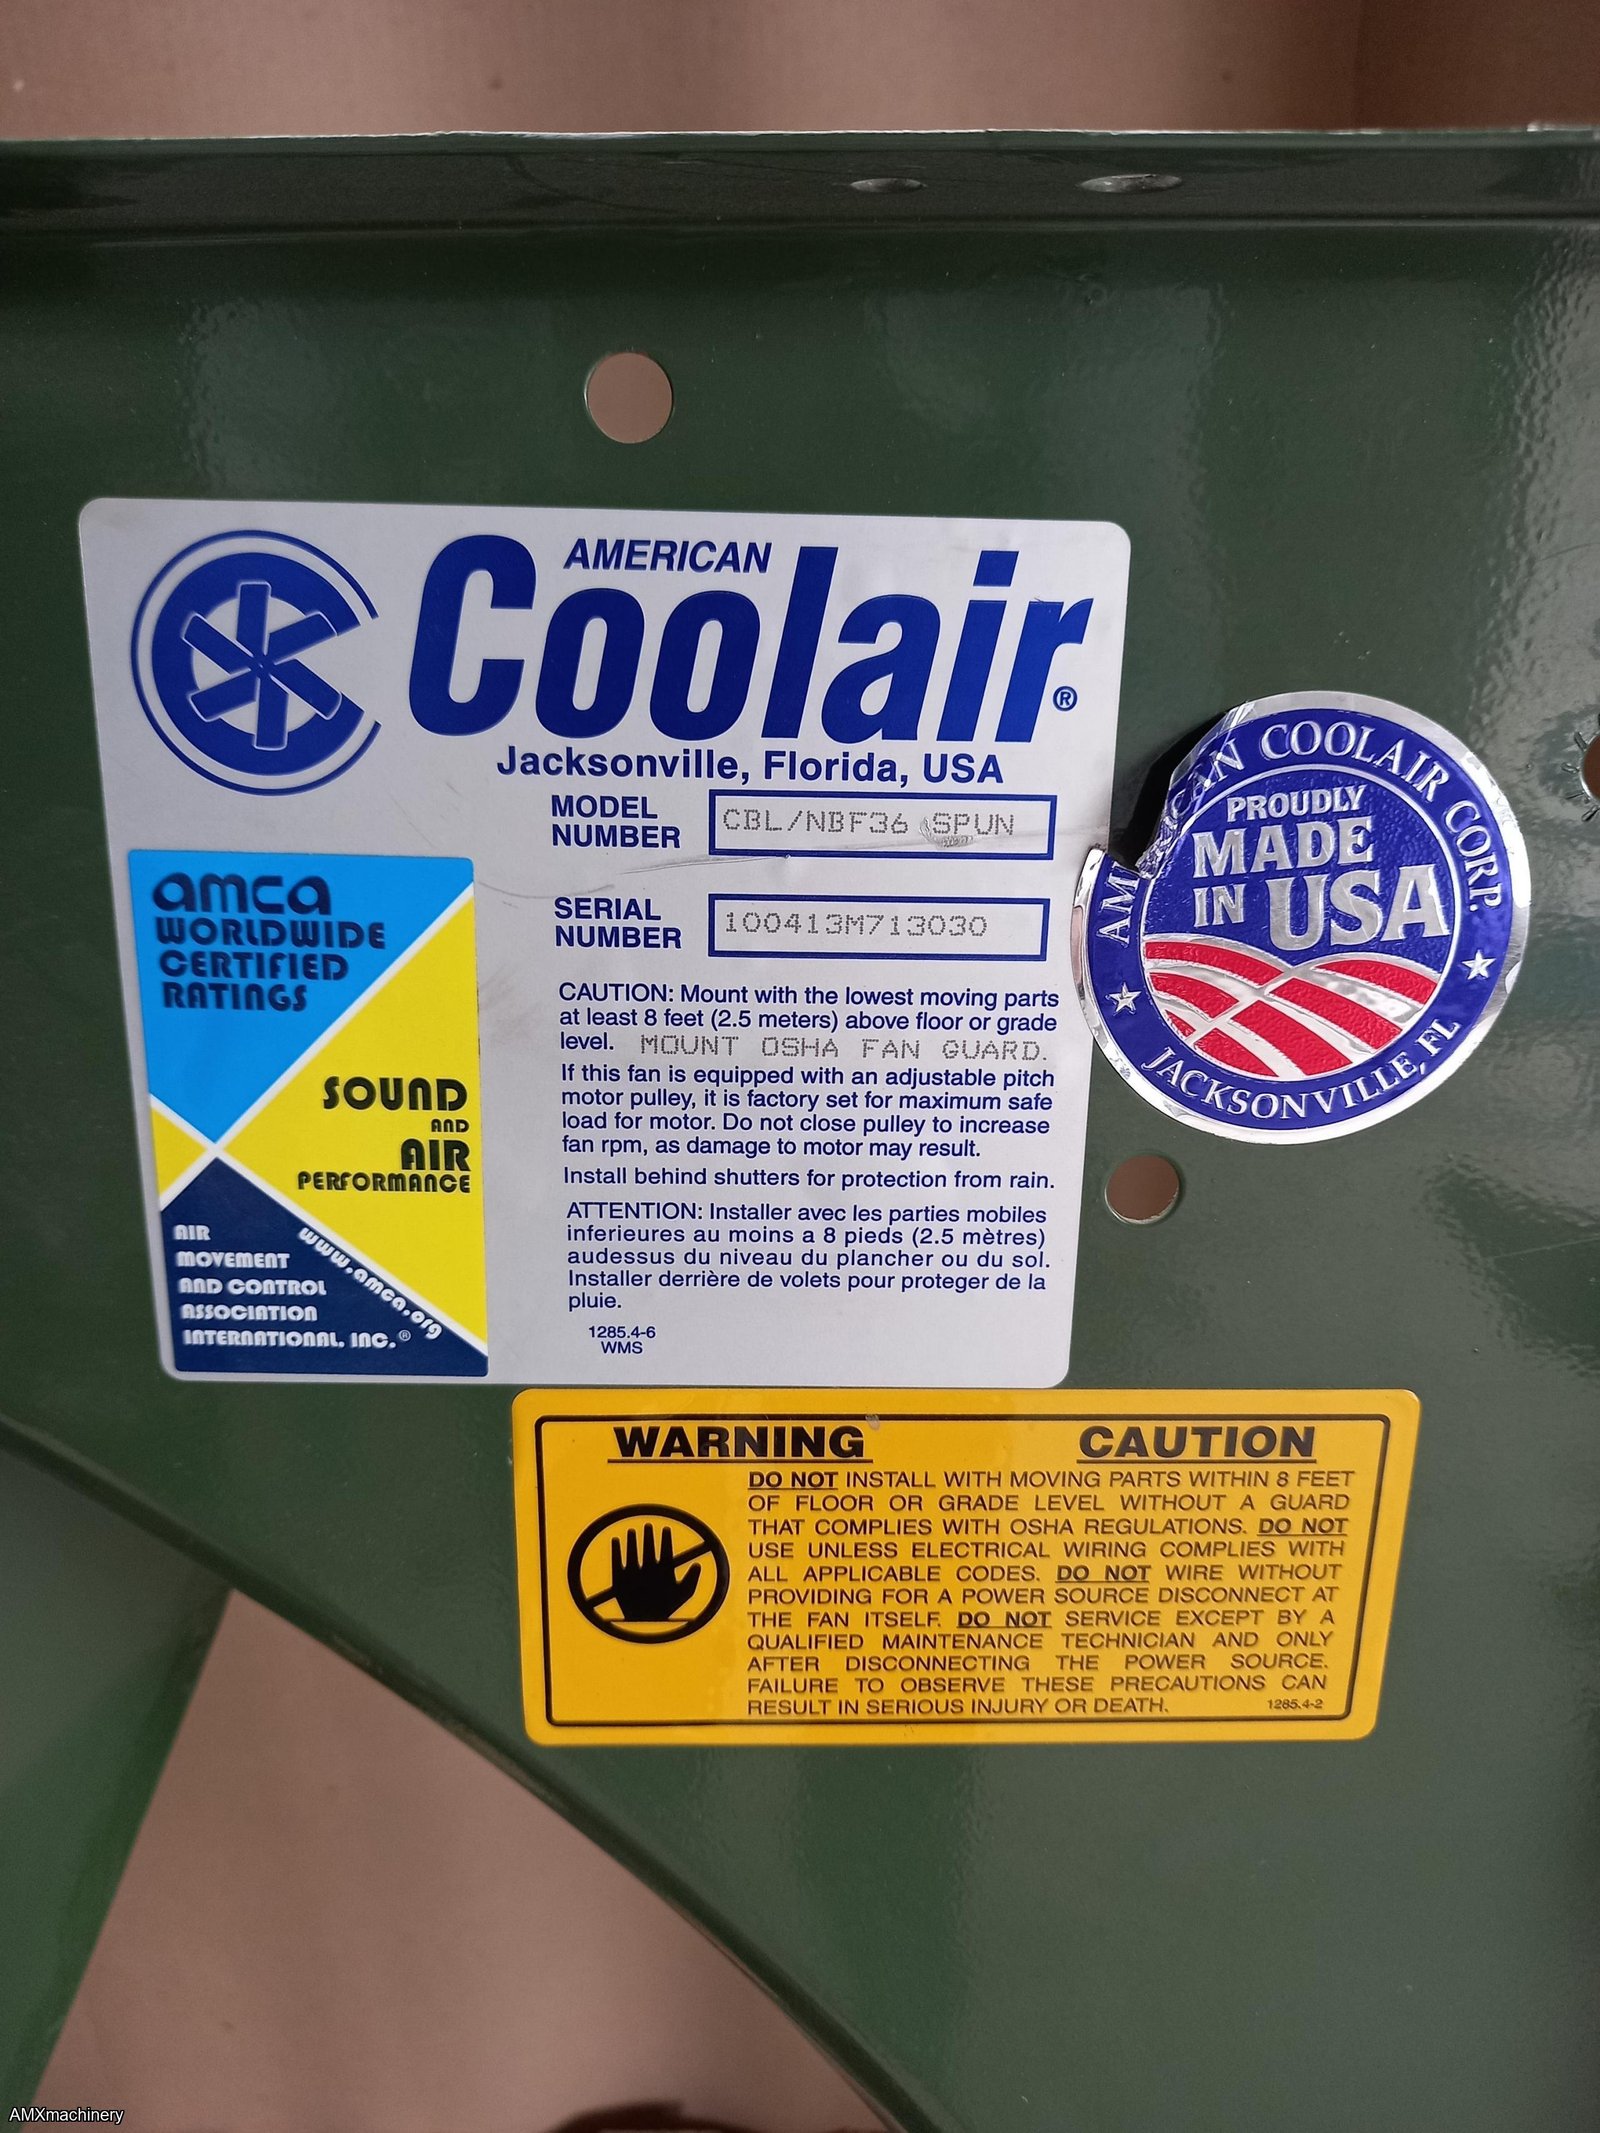 AMERICAN
Coolair®
Jacksonville, Florida, USA
MODEL
NUMBER
CBL/NBF36 SPUN
SERIAL
NUMBER
100413M713030
CAUTION: Mount with the lowest moving parts
at least 8 feet (2.5 meters) above floor or grade
level. MOUNT OSHA FAN GUARD.
If this fan is equipped with an adjustable pitch
motor pulley, it is factory set for maximum safe
load for motor. Do not close pulley to increase
fan rpm, as damage to motor may result.
Install behind shutters for protection from rain.
ATTENTION: Installer avec les parties mobiles
inferieures au moins a 8 pieds (2.5 mètres)
audessus du niveau du plancher ou du sol.
Installer derrière de volets pour proteger de la
pluie.
1285.4-6
WMS
amca
WORLDWIDE
CERTIFIED
RATINGS
SOUND
AND
AIR
PERFORMANCE
AIR
MOVEMENT
AND CONTROL
ASSOCIATION
INTERNATIONAL, INC.®
www.amca.org
AMERICAN COOLAIR CORP.
PROUDLY
MADE
IN USA
JACKSONVILLE, FL
WARNING CAUTION
DO NOT INSTALL WITH MOVING PARTS WITHIN 8 FEET
OF FLOOR OR GRADE LEVEL WITHOUT A GUARD
THAT COMPLIES WITH OSHA REGULATIONS. DO NOT
USE UNLESS ELECTRICAL WIRING COMPLIES WITH
ALL APPLICABLE CODES. DO NOT WIRE WITHOUT
PROVIDING FOR A POWER SOURCE DISCONNECT AT
THE FAN ITSELF. DO NOT SERVICE EXCEPT BY A
QUALIFIED MAINTENANCE TECHNICIAN AND ONLY
AFTER DISCONNECTING THE POWER SOURCE.
FAILURE TO OBSERVE THESE PRECAUTIONS CAN
RESULT IN SERIOUS INJURY OR DEATH. 1285.4-2
AMXmachinery